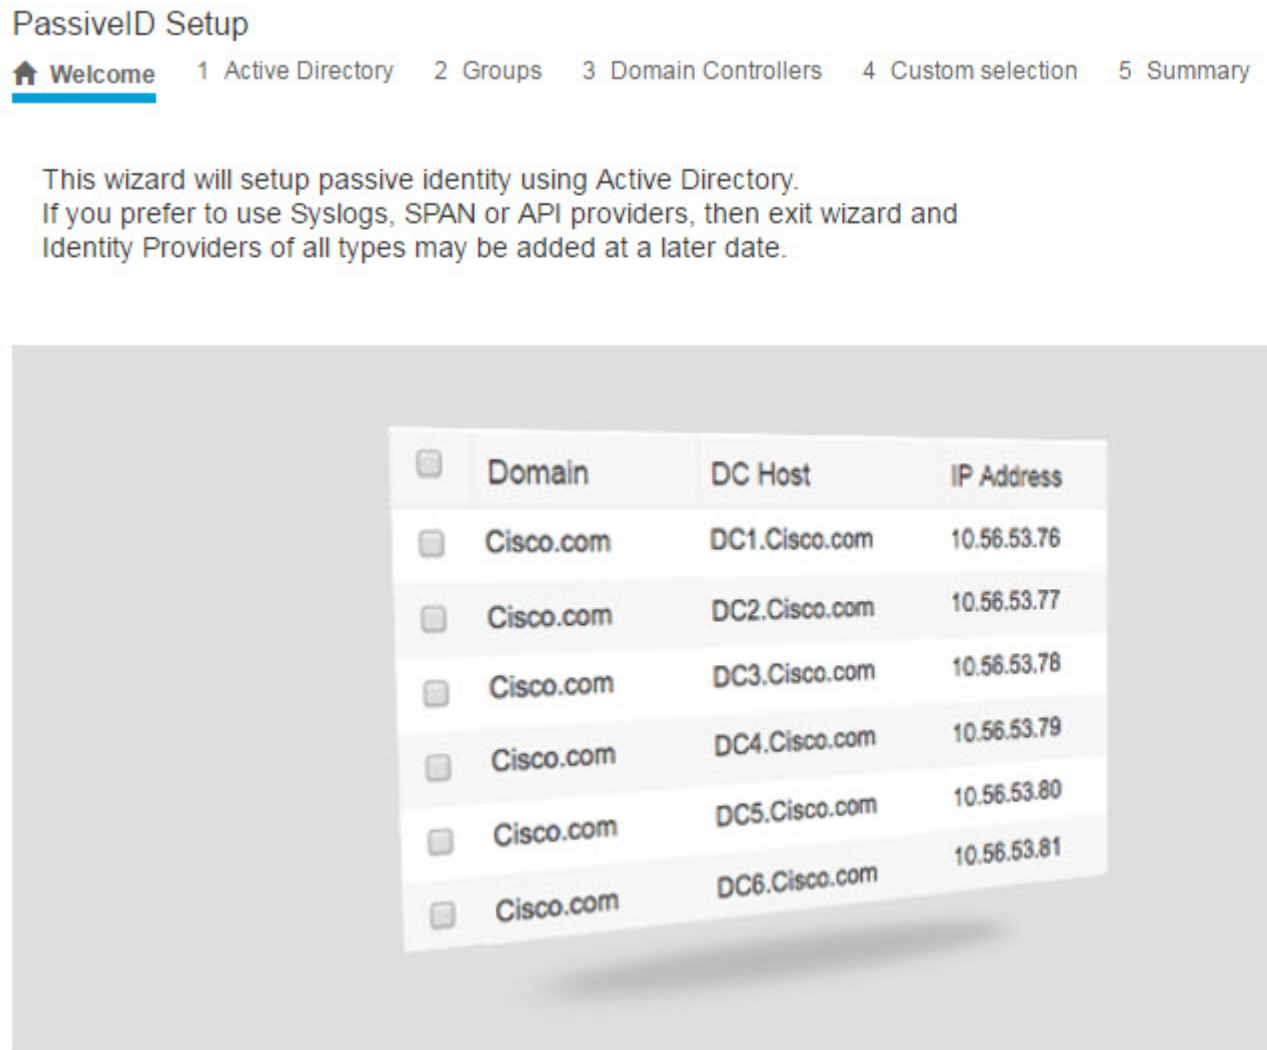 PassiveID Setup
Welcome 1 Active Directory 2 Groups 3 Domain Controllers 4 Custom selection 5 Summary
This wizard will setup passive identity using Active Directory.
If you prefer to use Syslogs, SPAN or API providers, then exit wizard and
Identity Providers of all types may be added at a later date.
Domain DC Host IP Address
Cisco.com DC1.Cisco.com 10.56.53.76
Cisco.com DC2.Cisco.com 10.56.53.77
Cisco.com DC3.Cisco.com 10.56.53.78
Cisco.com DC4.Cisco.com 10.56.53.79
Cisco.com DC5.Cisco.com 10.56.53.80
Cisco.com DC6.Cisco.com 10.56.53.81